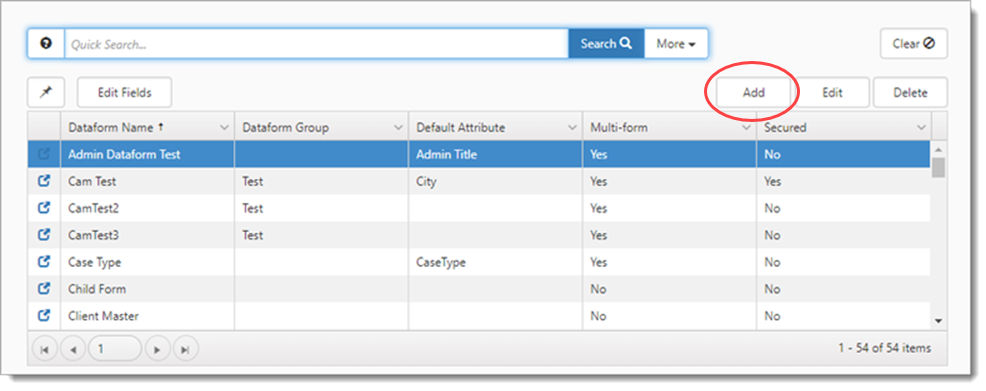 Quick Search... Search More Clear
Edit Fields Add Edit Delete
Dataform Name Dataform Group Default Attribute Multi-form Secured
Admin Dataform Test Admin Title Yes No
Cam Test Test City Yes Yes
CamTest2 Test Yes No
CamTest3 Test Yes No
Case Type CaseType Yes No
Child Form No No
Client Master No No
1 1 - 54 of 54 items